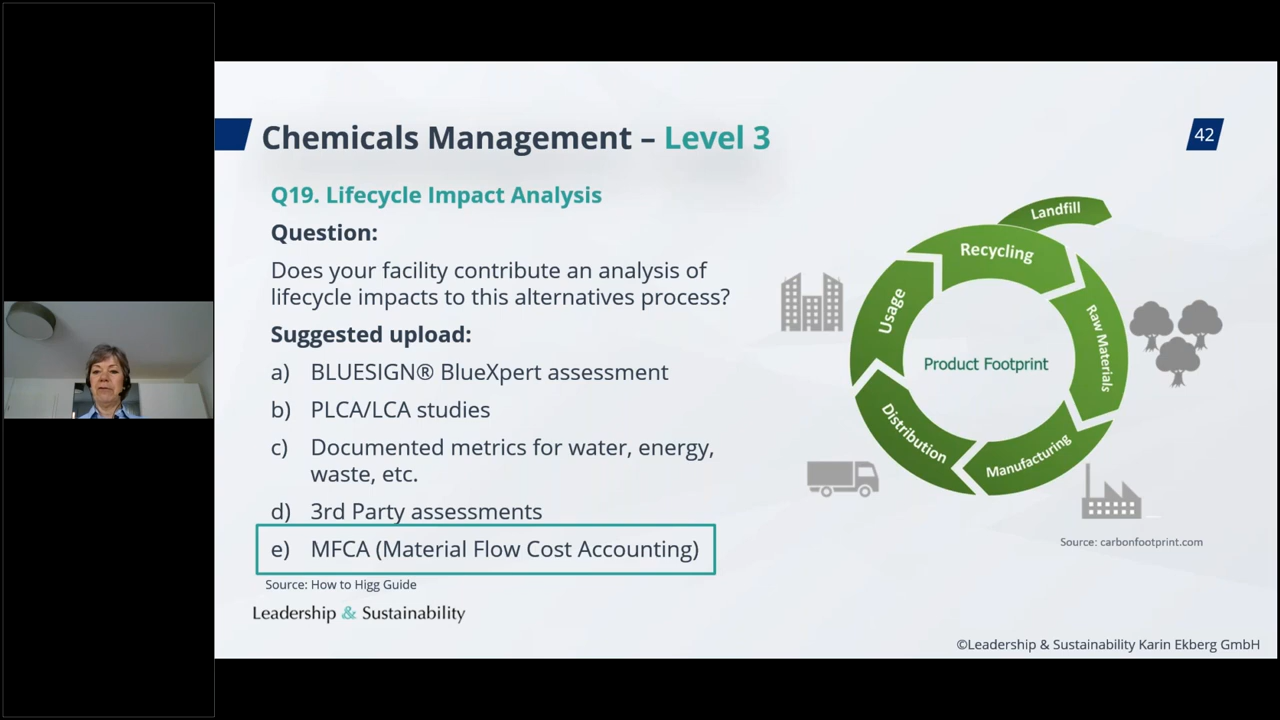 Chemicals Management – Level 3
42
Q19. Lifecycle Impact Analysis
Question:
Does your facility contribute an analysis of
lifecycle impacts to this alternatives process?
Suggested upload:
a) BLUESIGN® BlueXpert assessment
b) PLCA/LCA studies
c) Documented metrics for water, energy,
waste, etc.
d) 3rd Party assessments
e) MFCA (Material Flow Cost Accounting)
Source: How to Higg Guide
Leadership & Sustainability
Landfill
Recycling
Usage
Raw Materials
Product Footprint
Distribution
Manufacturing
Source: carbonfootprint.com
©Leadership & Sustainability Karin Ekberg GmbH